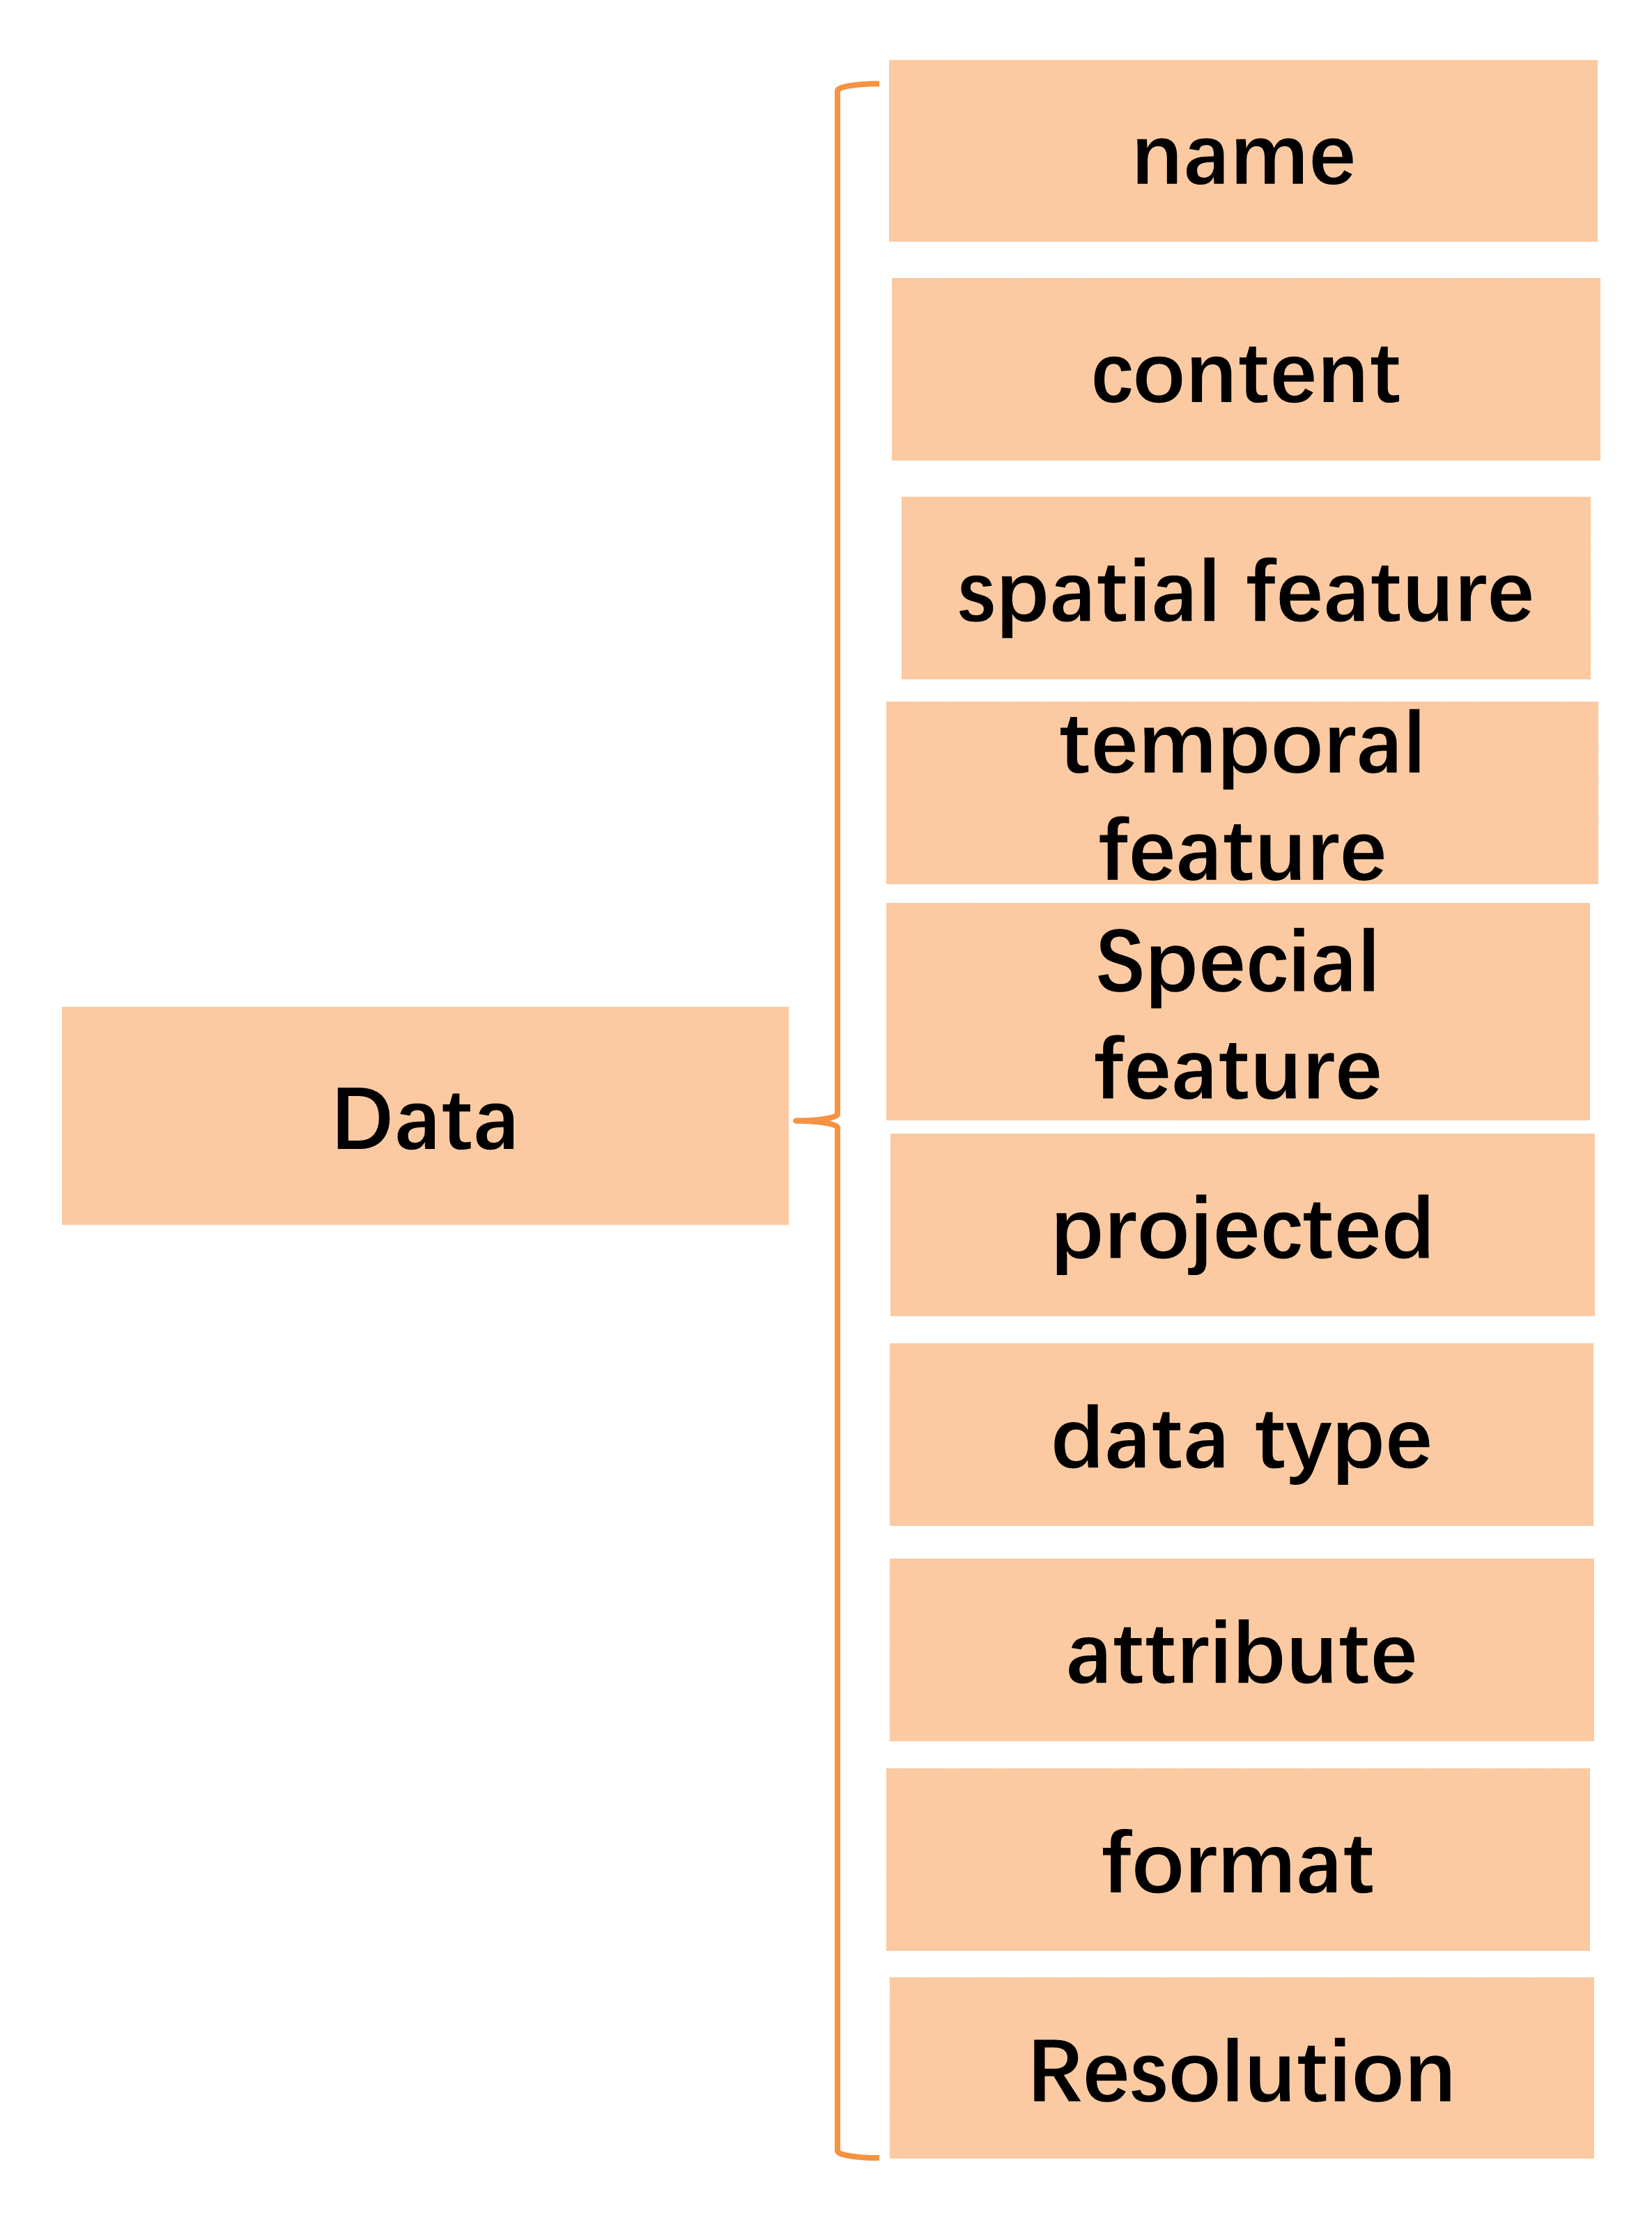 name
content
spatial feature
temporal
feature
Special
feature
Data
projected
data type
attribute
format
Resolution